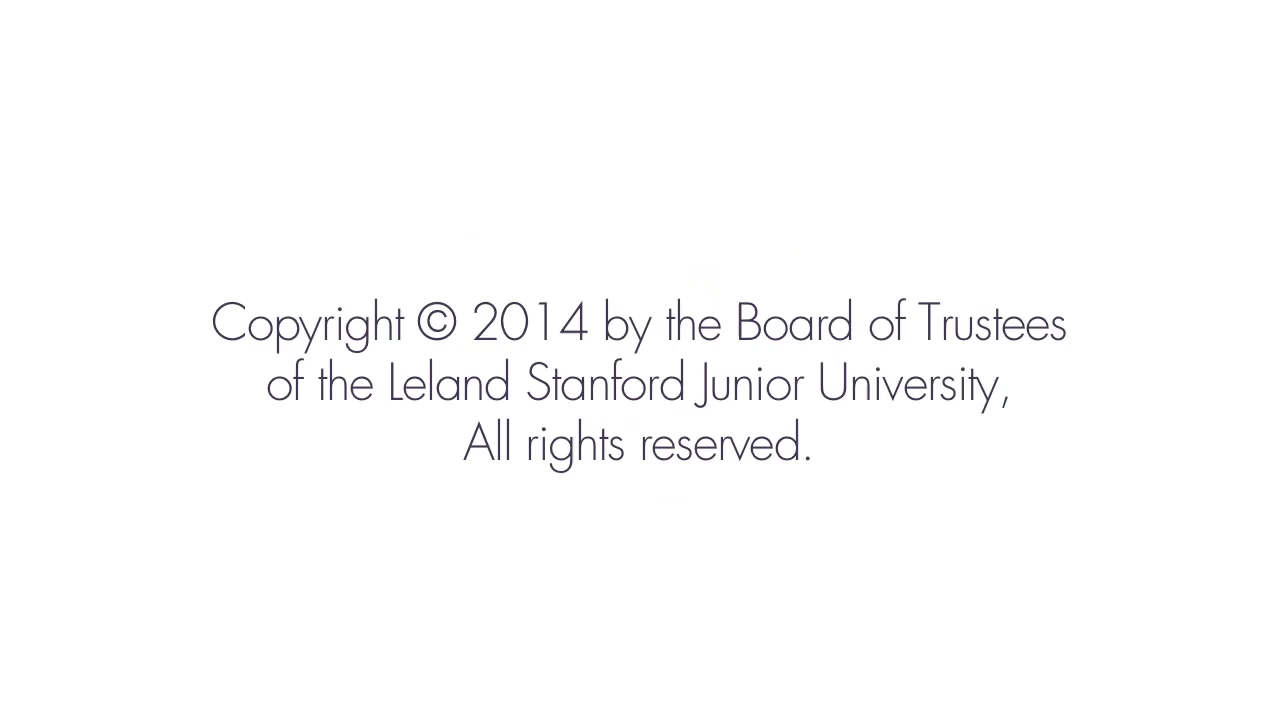 Copyright © 2014 by the Board of Trustees
of the Leland Stanford Junior University,
All rights reserved.